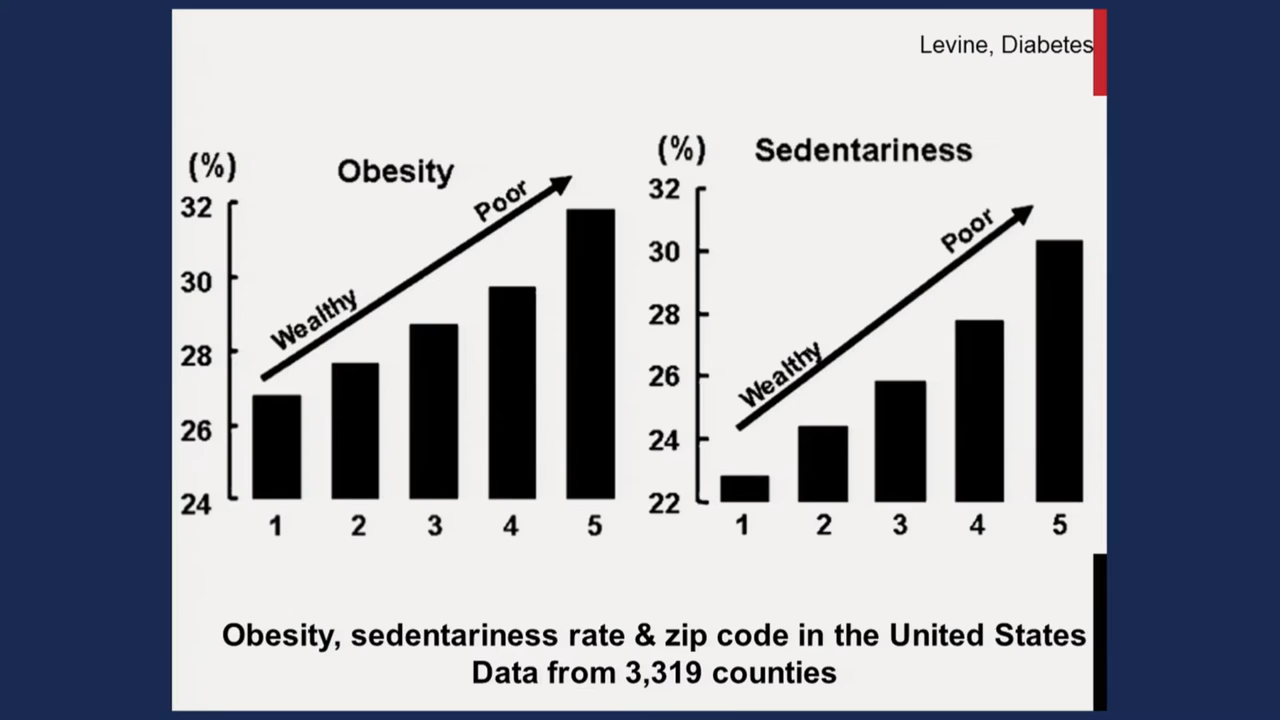 Levine, Diabetes
(%)
Obesity
32
30
28
26
24
Wealthy
Poor
1 2 3 4 5
(%)
Sedentariness
32
30
28
26
24
22
Wealthy
Poor
1 2 3 4 5
Obesity, sedentariness rate & zip code in the United States
Data from 3,319 counties